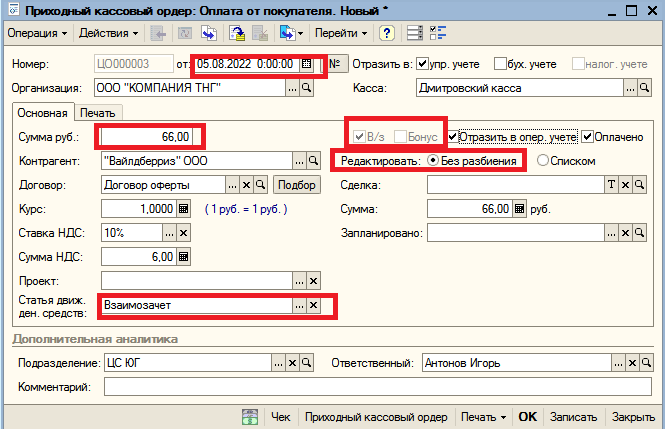 Приходный кассовый ордер: Оплата от покупателя. Новый *
Операция Действия Перейти ?
Номер: ЦО000003 от: 05.08.2022 0:00:00 № Отразить в: упр. учете бух. учете налог. учете
Организация: ООО "КОМПАНИЯ ТНГ" ... Касса: Дмитровский касса ...
Основная Печать
Сумма руб.: 66,00 В/з Бонус Отразить в опер. учете Оплачено
Контрагент: "Вайлдберриз" ООО ... Редактировать: Без разбиения Списком
Договор: Договор оферты ... Подбор Сделка: T
Курс: 1,0000 ( 1 руб. = 1 руб. ) Сумма: 66,00 руб.
Ставка НДС: 10% ... Запланировано: ...
Сумма НДС: 6,00
Проект: ...
Статья движ. ден. средств: Взаимозачет ...
Дополнительная аналитика
Подразделение: ЦС ЮГ ... Ответственный: Антонов Игорь ...
Комментарий:
Чек Приходный кассовый ордер Печать OK Записать Закрыть